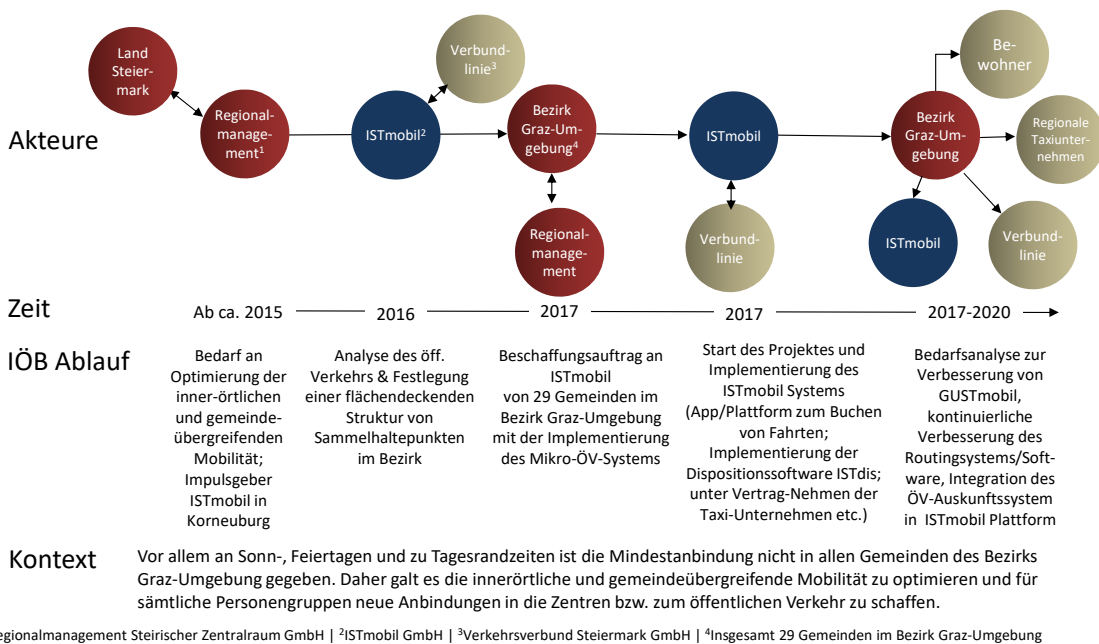 Akteure
Land
Steier-
mark
Regional-
manage-
ment¹
ISTmobil²
Verbund-
linie³
Bezirk
Graz-Um-
gebung⁴
Regional-
manage-
ment
ISTmobil
Verbund-
linie
Bezirk
Graz-Um-
gebung
Be-
wohner
Regionale
Taxiunter-
nehmen
ISTmobil
Verbund-
linie
Zeit
Ab ca. 2015
2016
2017
2017
2017-2020
IÖB Ablauf
Bedarf an
Optimierung der
inner-örtlichen
und gemeinde-
übergreifenden
Mobilität;
Impulsgeber
ISTmobil in
Korneuburg
Analyse des öff.
Verkehrs & Festlegung
einer flächendeckenden
Struktur von
Sammelhaltepunkten
im Bezirk
Beschaffungsauftrag an
ISTmobil
von 29 Gemeinden im
Bezirk Graz-Umgebung
mit der Implementierung
des Mikro-ÖV-Systems
Start des Projektes und
Implementierung des
ISTmobil Systems
(App/Plattform zum Buchen
von Fahrten;
Implementierung der
Dispositionssoftware ISTdis;
unter Vertrag-Nehmen der
Taxi-Unternehmen etc.)
Bedarfsanalyse zur
Verbesserung von
GUSTmobil,
kontinuierliche
Verbesserung des
Routingsystems/Soft-
ware, Integration des
ÖV-Auskunftssystem
in ISTmobil Plattform
Kontext
Vor allem an Sonn-, Feiertagen und zu Tagesrandzeiten ist die Mindestanbindung nicht in allen Gemeinden des Bezirks
Graz-Umgebung gegeben. Daher galt es die innerörtliche und gemeindeübergreifende Mobilität zu optimieren und für
sämtliche Personengruppen neue Anbindungen in die Zentren bzw. zum öffentlichen Verkehr zu schaffen.
egionalmanagement Steirischer Zentralraum GmbH | ²ISTmobil GmbH | ³Verkehrsverbund Steiermark GmbH | ⁴Insgesamt 29 Gemeinden im Bezirk Graz-Umgebung